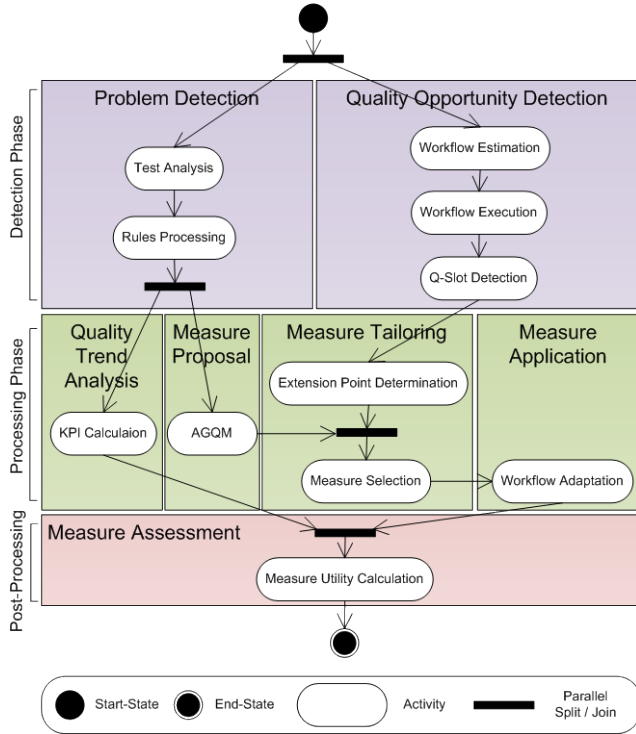 Detection Phase
Problem Detection
Test Analysis
Rules Processing
Quality Opportunity Detection
Workflow Estimation
Workflow Execution
Q-Slot Detection
Processing Phase
Quality
Trend
Analysis
KPI Calculaion
Measure
Proposal
AGQM
Measure Tailoring
Extension Point Determination
Measure Selection
Measure
Application
Workflow Adaptation
Post-Processing
Measure Assessment
Measure Utility Calculation
Start-State
End-State
Activity
Parallel
Split / Join